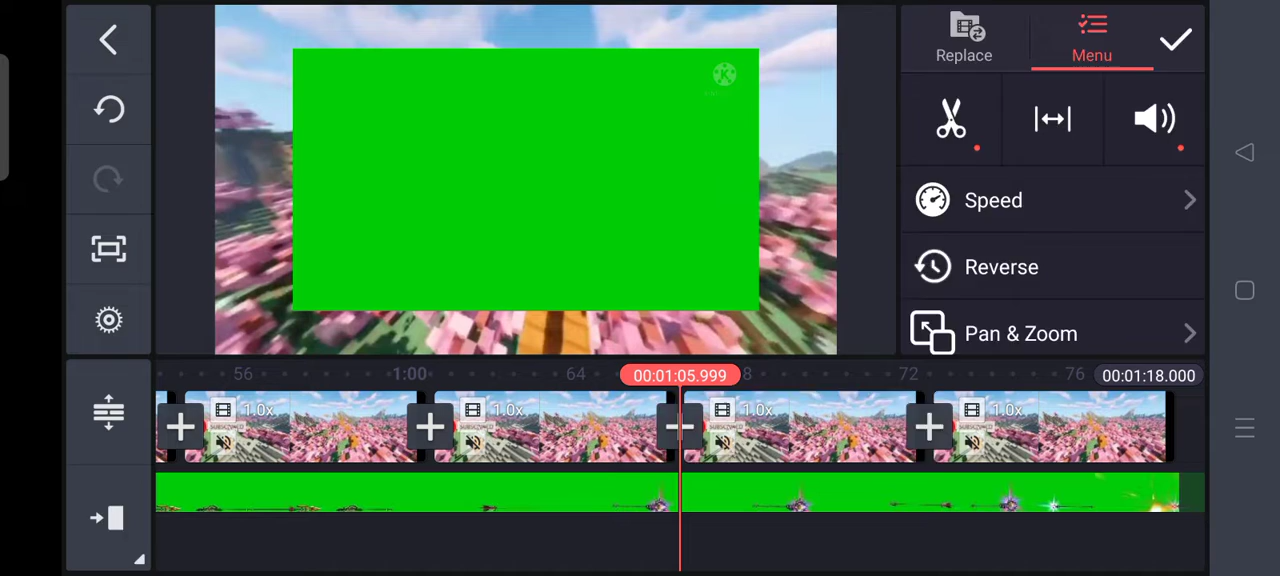 Replace
Menu
Speed
Reverse
Pan & Zoom
56
1:00
64
00:01:05.999
8
72
76
00:01:18.000
1.0x
1.0x
1.0x
1.0x
K